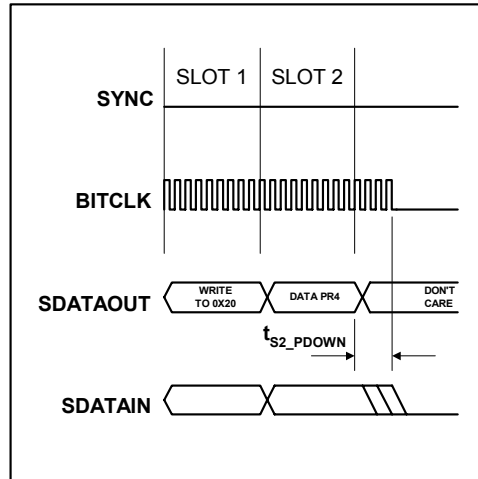 SLOT 1 SLOT 2
SYNC
BITCLK
SDATAOUT
WRITE
TO 0X20
DATA PR4
DON'T
CARE
tS2_PDOWN
SDATAIN